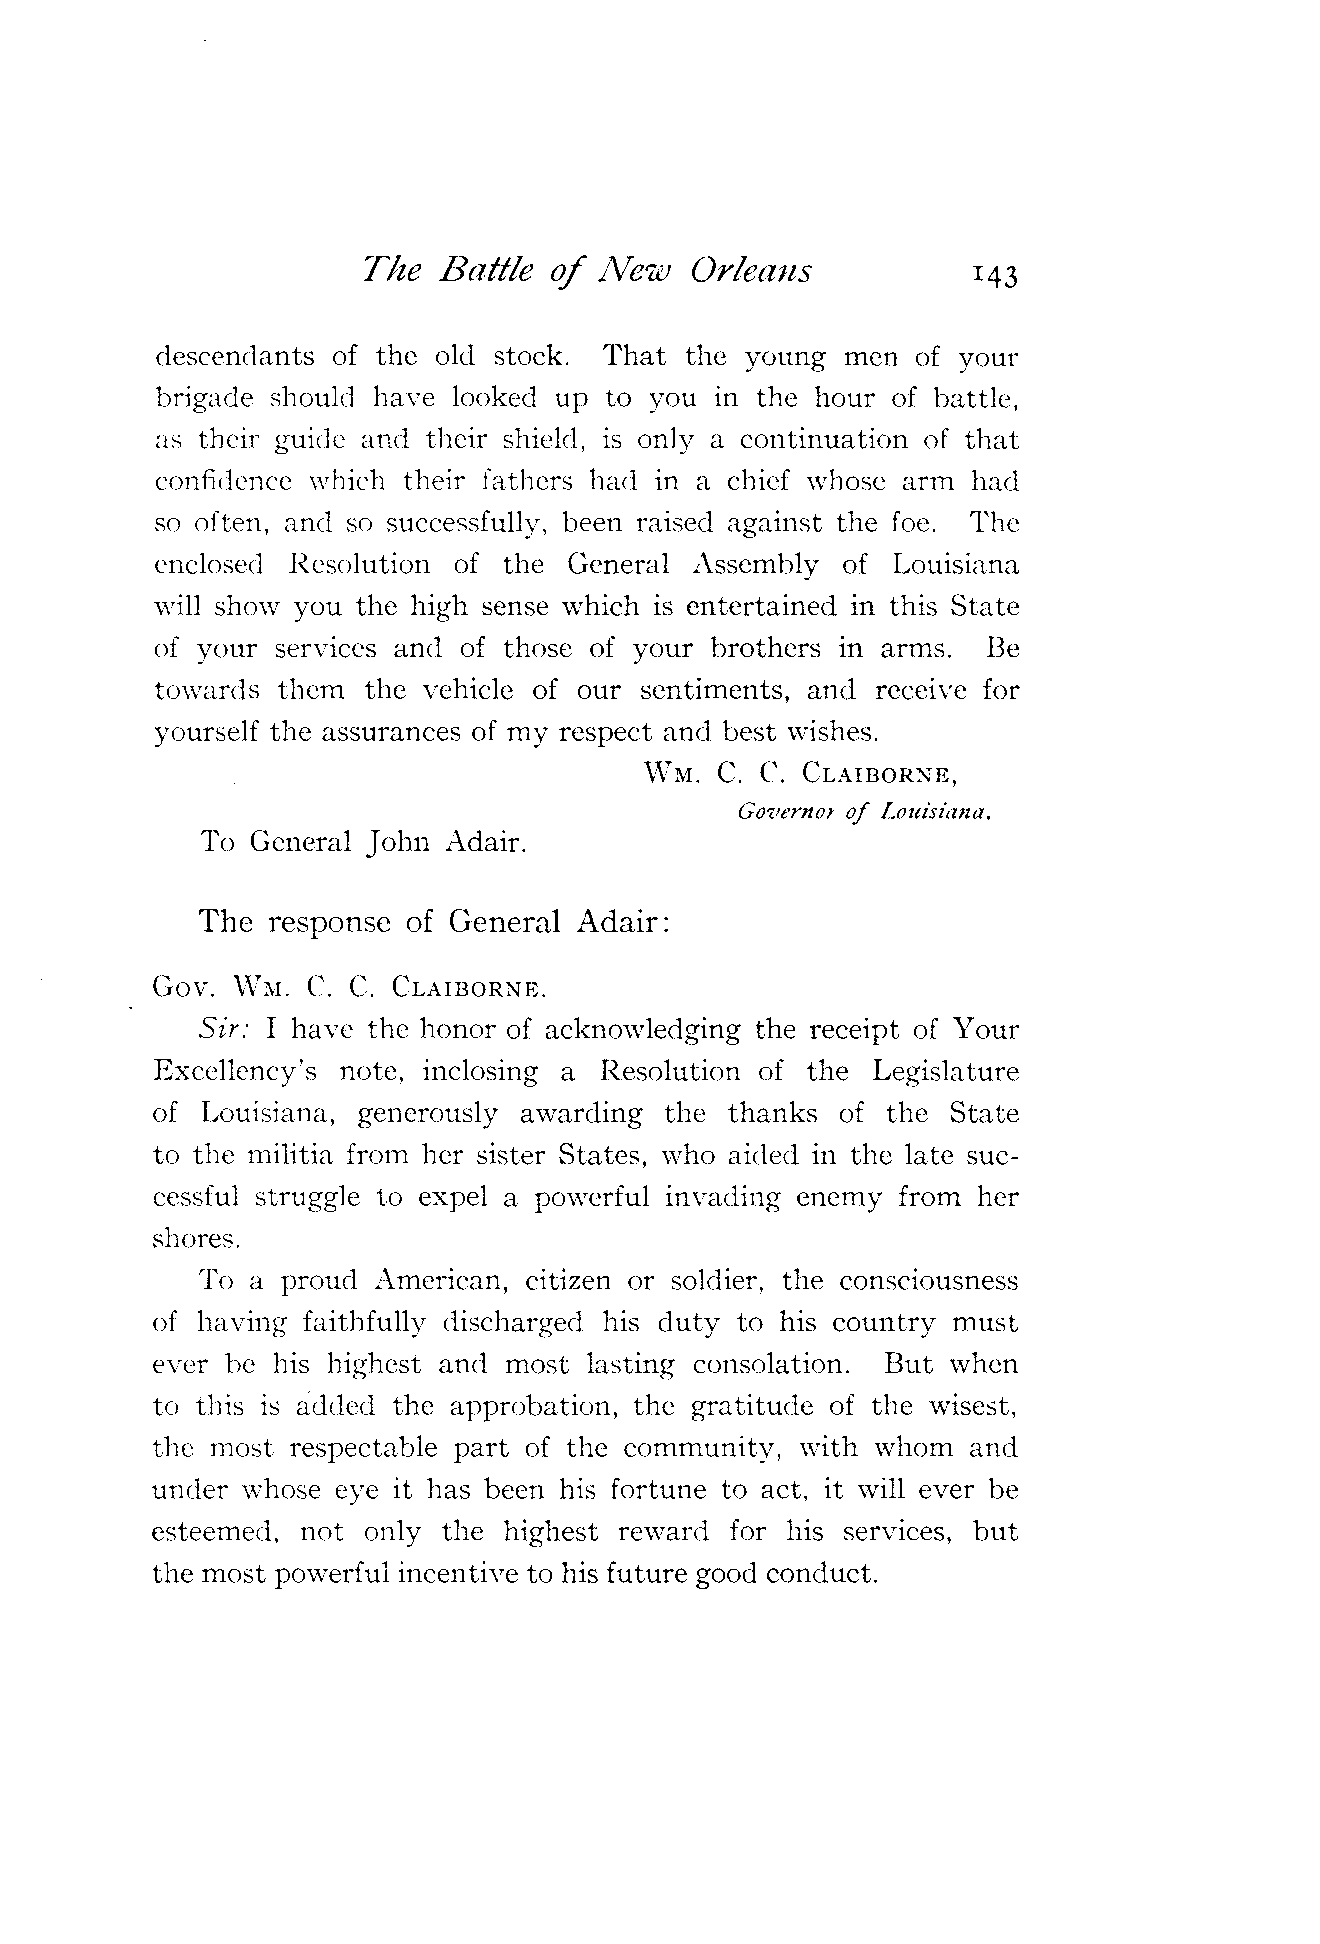 The Battle of New Orleans 143
descendants of the old stock. That the young men of your
brigade should have looked up to you in the hour of battle,
as their guide and their shield, is only a continuation of that
confidence which their fathers had in a chief whose arm had
so often, and so successfully, been raised against the foe. The
enclosed Resolution of the General Assembly of Louisiana
will show you the high sense which is entertained in this State
of your services and of those of your brothers in arms. Be
towards them the vehicle of our sentiments, and receive for
yourself the assurances of my respect and best wishes.
WM. C. C. CLAIBORNE,
Governor of Louisiana.
To General John Adair.
The response of General Adair:
GOV. WM. C. C. CLAIBORNE.
Sir: I have the honor of acknowledging the receipt of Your
Excellency's note, inclosing a Resolution of the Legislature
of Louisiana, generously awarding the thanks of the State
to the militia from her sister States, who aided in the late suc-
cessful struggle to expel a powerful invading enemy from her
shores.
To a proud American, citizen or soldier, the consciousness
of having faithfully discharged his duty to his country must
ever be his highest and most lasting consolation. But when
to this is added the approbation, the gratitude of the wisest,
the most respectable part of the community, with whom and
under whose eye it has been his fortune to act, it will ever be
esteemed, not only the highest reward for his services, but
the most powerful incentive to his future good conduct.